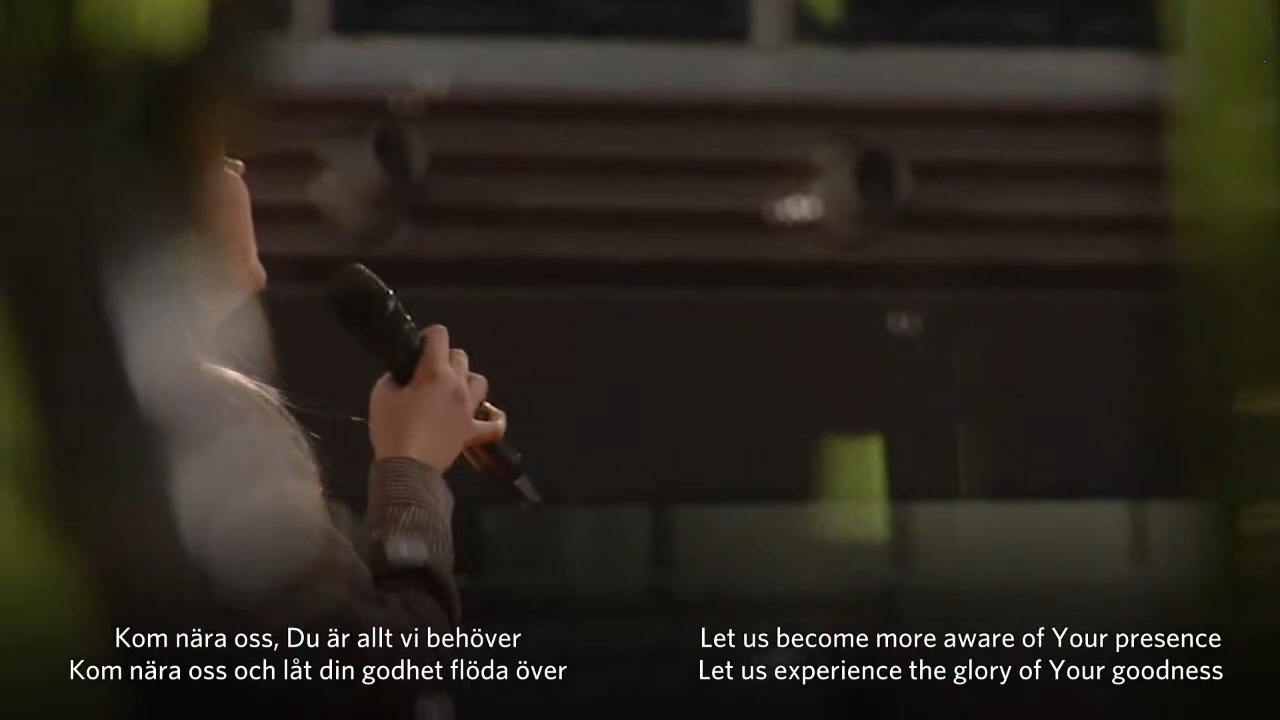 Kom nära oss, Du är allt vi behöver
Kom nära oss och låt din godhet flöda över
Let us become more aware of Your presence
Let us experience the glory of Your goodness